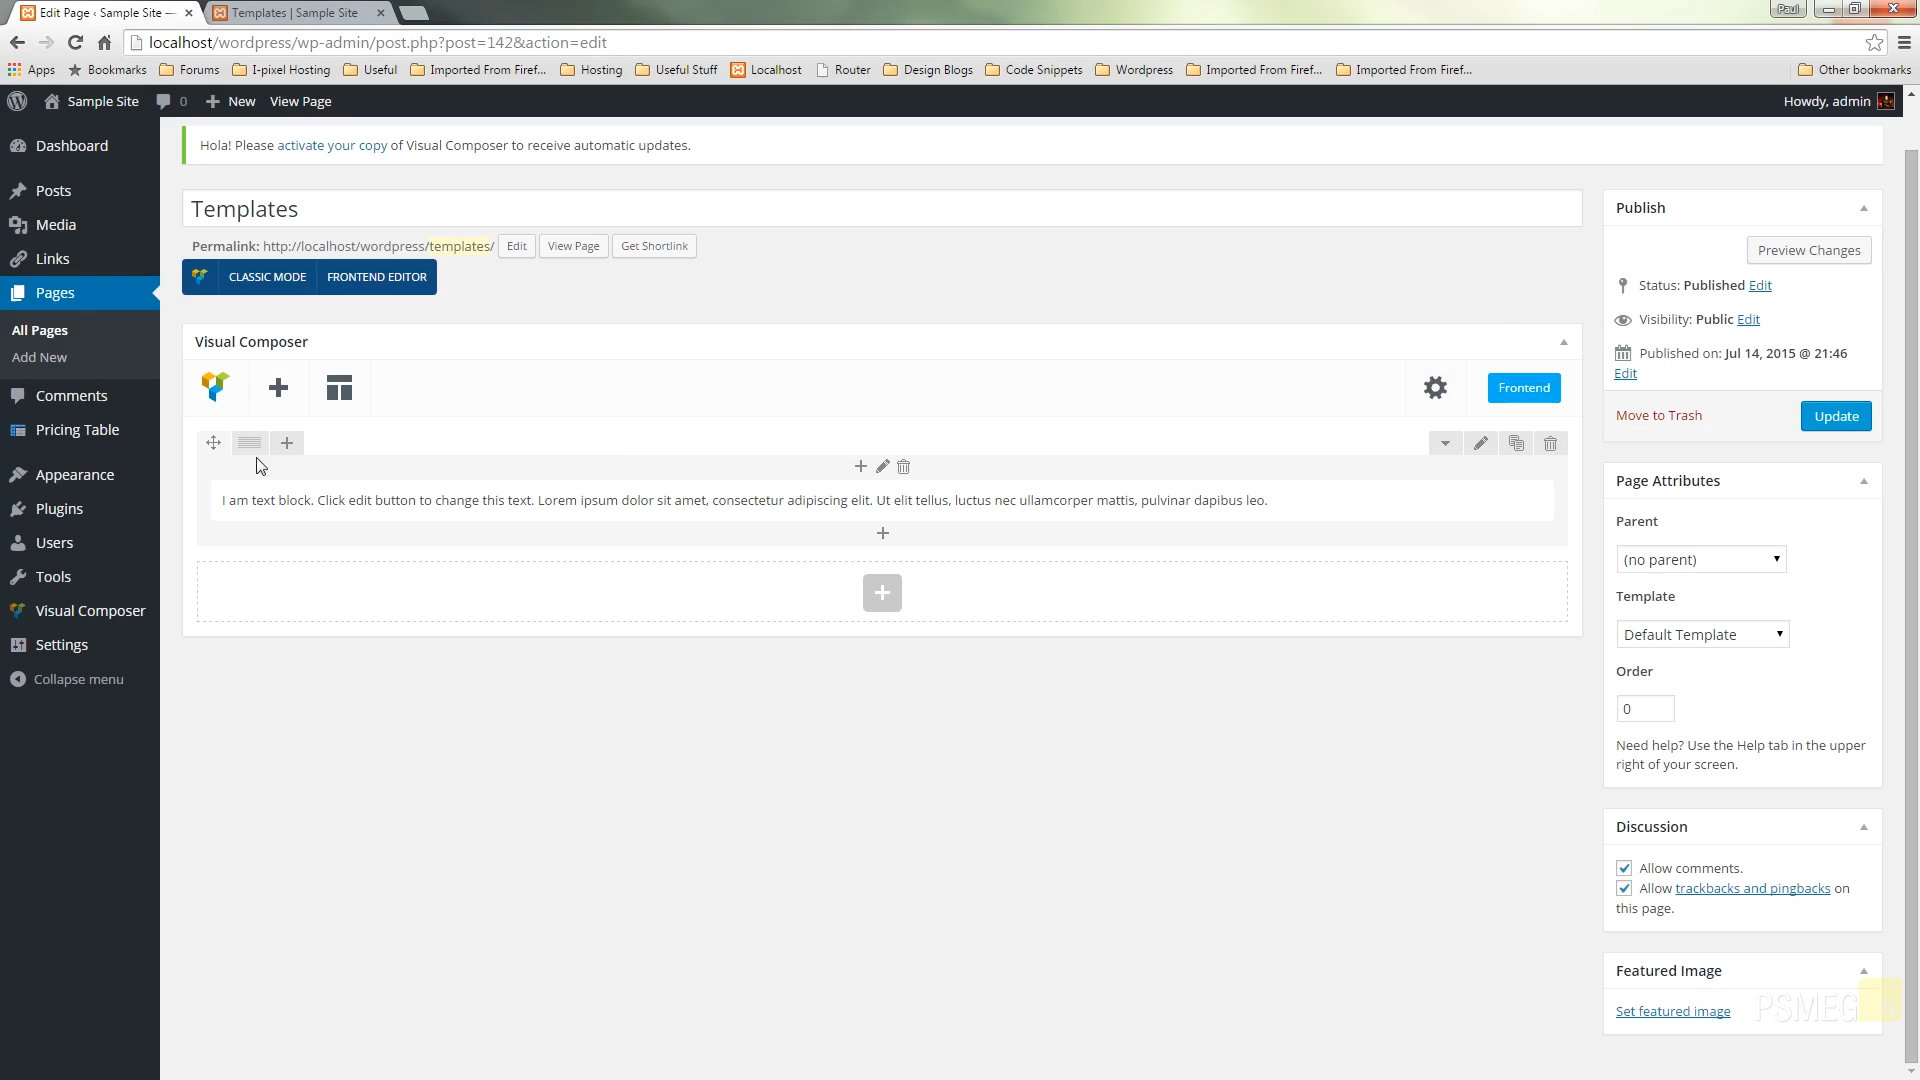 Edit Page ‹ Sample Site —
Templates | Sample Site
Paul
localhost/wordpress/wp-admin/post.php?post=142&action=edit
Apps
Bookmarks
Forums
I-pixel Hosting
Useful
Imported From Firef...
Hosting
Useful Stuff
Localhost
Router
Design Blogs
Code Snippets
Wordpress
Imported From Firef...
Imported From Firef...
Other bookmarks
Sample Site
0
New
View Page
Howdy, admin
Dashboard
Posts
Media
Links
Pages
All Pages
Add New
Comments
Pricing Table
Appearance
Plugins
Users
Tools
Visual Composer
Settings
Collapse menu
Hola! Please activate your copy of Visual Composer to receive automatic updates.
Templates
Permalink: http://localhost/wordpress/templates/ Edit View Page Get Shortlink
CLASSIC MODE FRONTEND EDITOR
Visual Composer
Frontend
I am text block. Click edit button to change this text. Lorem ipsum dolor sit amet, consectetur adipiscing elit. Ut elit tellus, luctus nec ullamcorper mattis, pulvinar dapibus leo.
Publish
Preview Changes
Status: Published Edit
Visibility: Public Edit
Published on: Jul 14, 2015 @ 21:46
Edit
Move to Trash
Update
Page Attributes
Parent
(no parent)
Template
Default Template
Order
0
Need help? Use the Help tab in the upper
right of your screen.
Discussion
Allow comments.
Allow trackbacks and pingbacks on
this page.
Featured Image
Set featured image
PSMEG